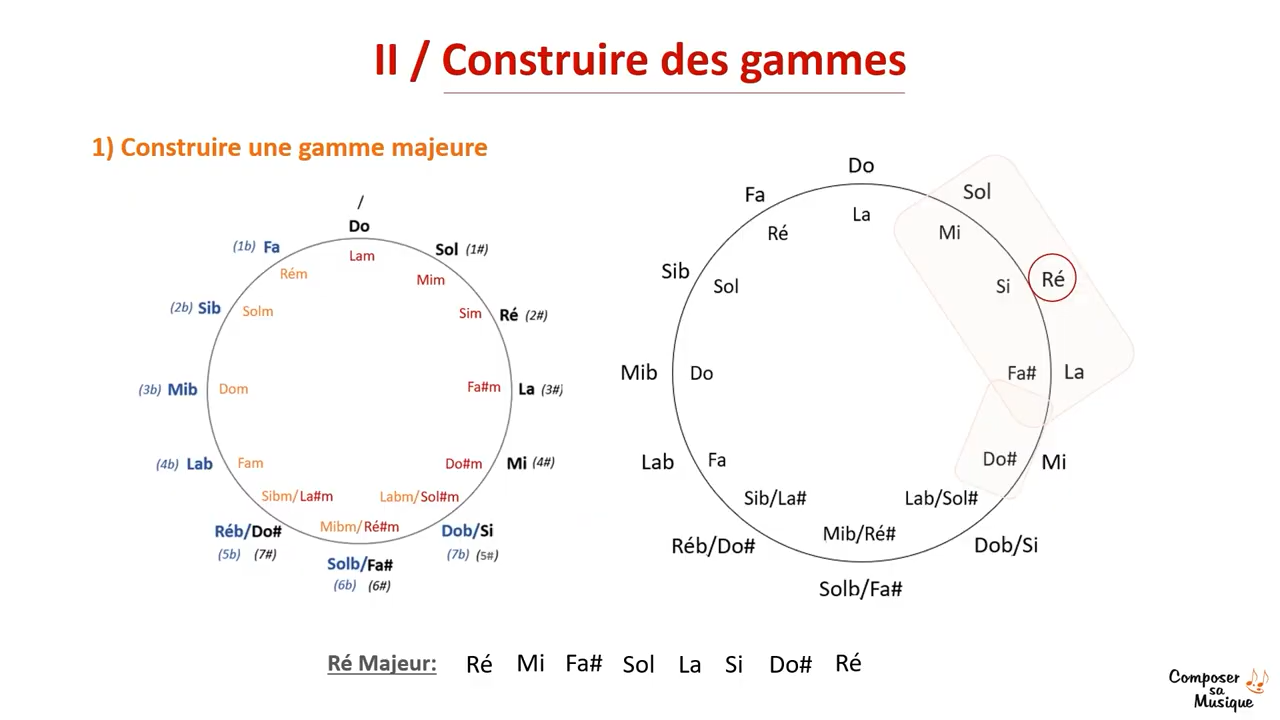 II / Construire des gammes
1) Construire une gamme majeure
/
Do
(1b) Fa
Sol (1#)
Lam
Rém
Mim
(2b) Sib
Solm
Sim
Ré (2#)
(3b) Mib
Dom
Fa#m
La (3#)
(4b) Lab
Fam
Do#m
Mi (4#)
Sibm/La#m
Labm/Sol#m
Mibm/Ré#m
Réb/Do#
Dob/Si
(5b) (7#)
(7b) (5#)
Solb/Fa#
(6b) (6#)
Do
Fa
Sol
La
Ré
Mi
Sib
Sol
Si
Ré
Mib
Do
Fa#
La
Lab
Fa
Do#
Mi
Sib/La#
Lab/Sol#
Mib/Ré#
Réb/Do#
Dob/Si
Solb/Fa#
Ré Majeur: Ré Mi Fa# Sol La Si Do# Ré
Composer
sa
Musique